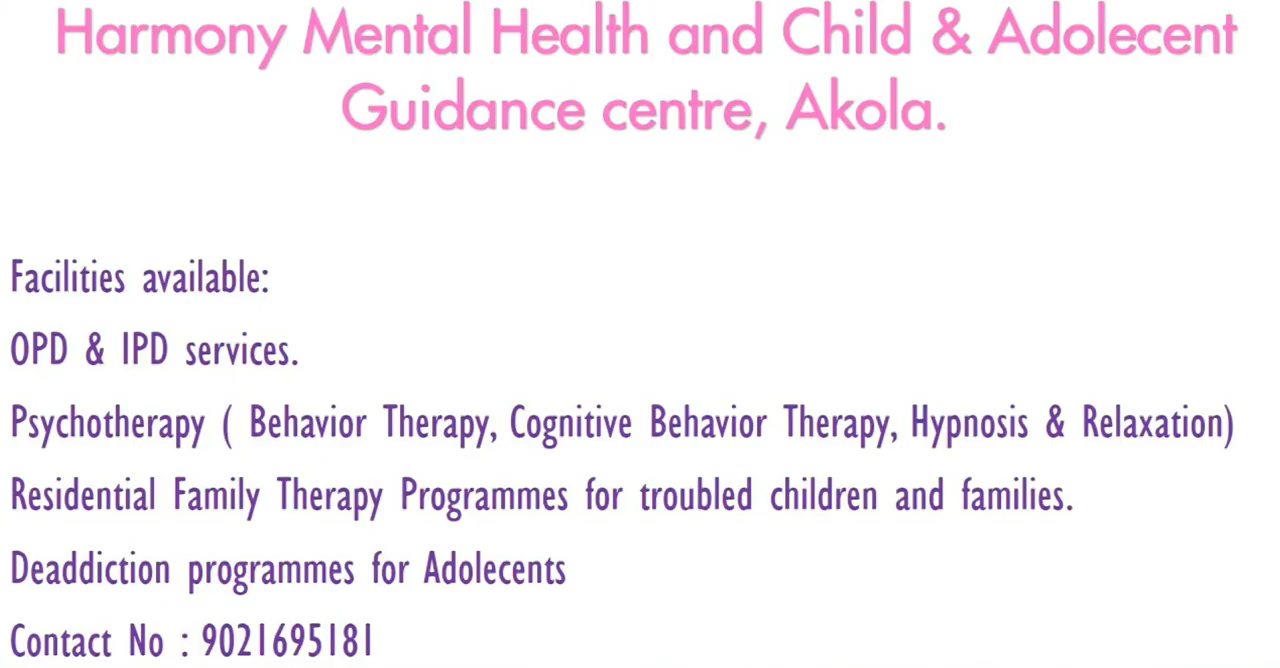 Harmony Mental Health and Child & Adolecent
Guidance centre, Akola.
Facilities available:
OPD & IPD services.
Psychotherapy ( Behavior Therapy, Cognitive Behavior Therapy, Hypnosis & Relaxation)
Residential Family Therapy Programmes for troubled children and families.
Deaddiction programmes for Adolecents
Contact No : 9021695181